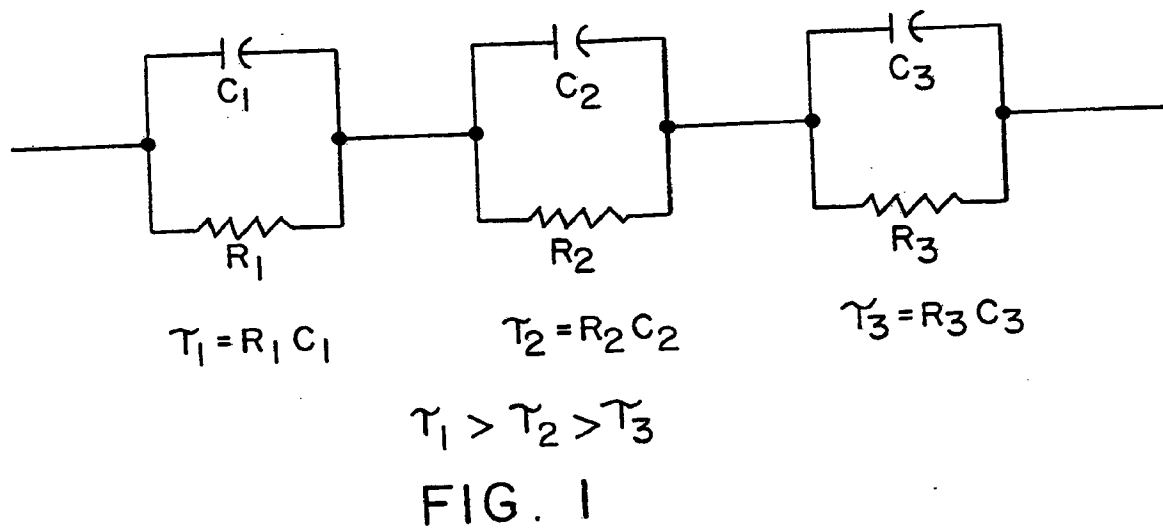 C1 C2 C3
R1 R2 R3
τ1 = R1 C1 τ2 = R2 C2 τ3 = R3 C3
τ1 > τ2 > τ3
FIG. 1